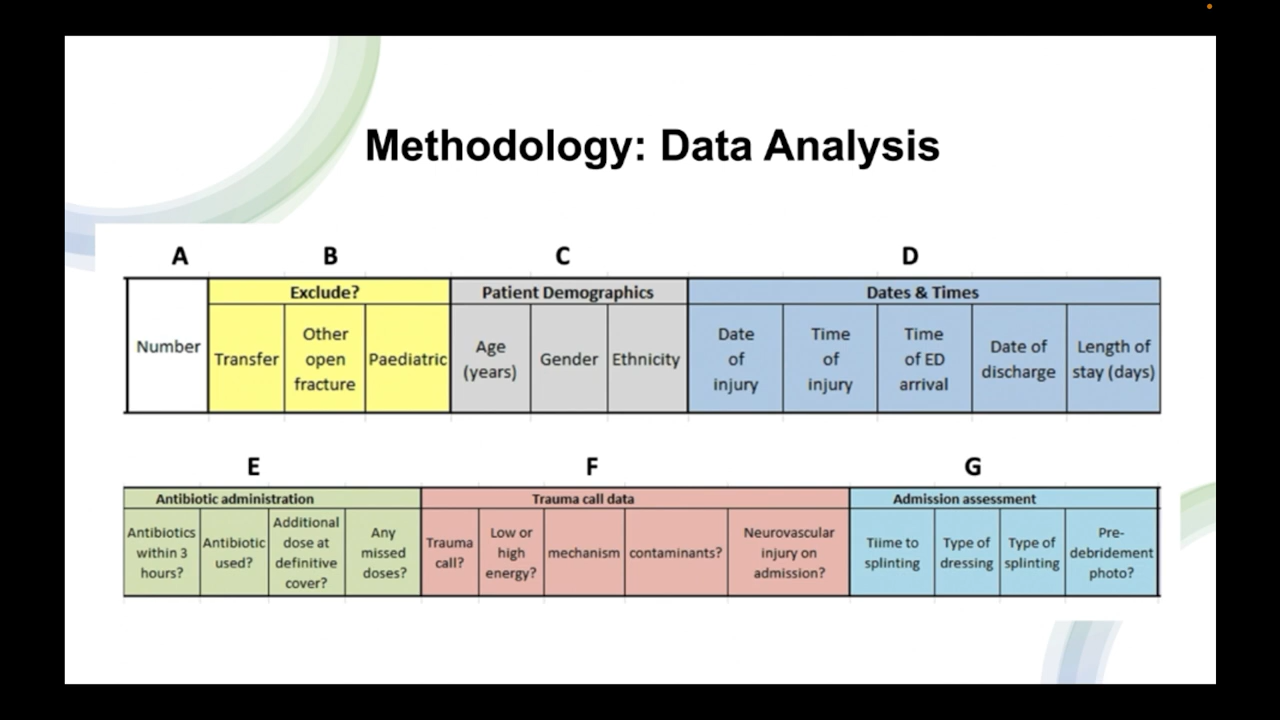 Methodology: Data Analysis
A B C D
Exclude? Patient Demographics Dates & Times
Number
Transfer
Other
open
fracture
Paediatric
Age
(years)
Gender
Ethnicity
Date
of
injury
Time
of
injury
Time
of ED
arrival
Date of
discharge
Length of
stay (days)
E F G
Antibiotic administration Trauma call data Admission assessment
Antibiotics
within 3
hours?
Antibiotic
used?
Additional
dose at
definitive
cover?
Any
missed
doses?
Trauma
call?
Low or
high
energy?
mechanism
contaminants?
Neurovascular
injury on
admission?
Tiime to
splinting
Type of
dressing
Type of
splinting
Pre-
debridement
photo?